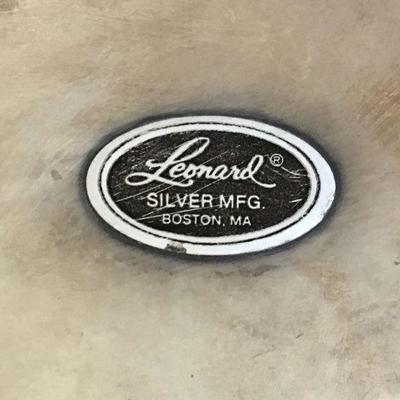 Leonard®
SILVER MFG.
BOSTON, MA